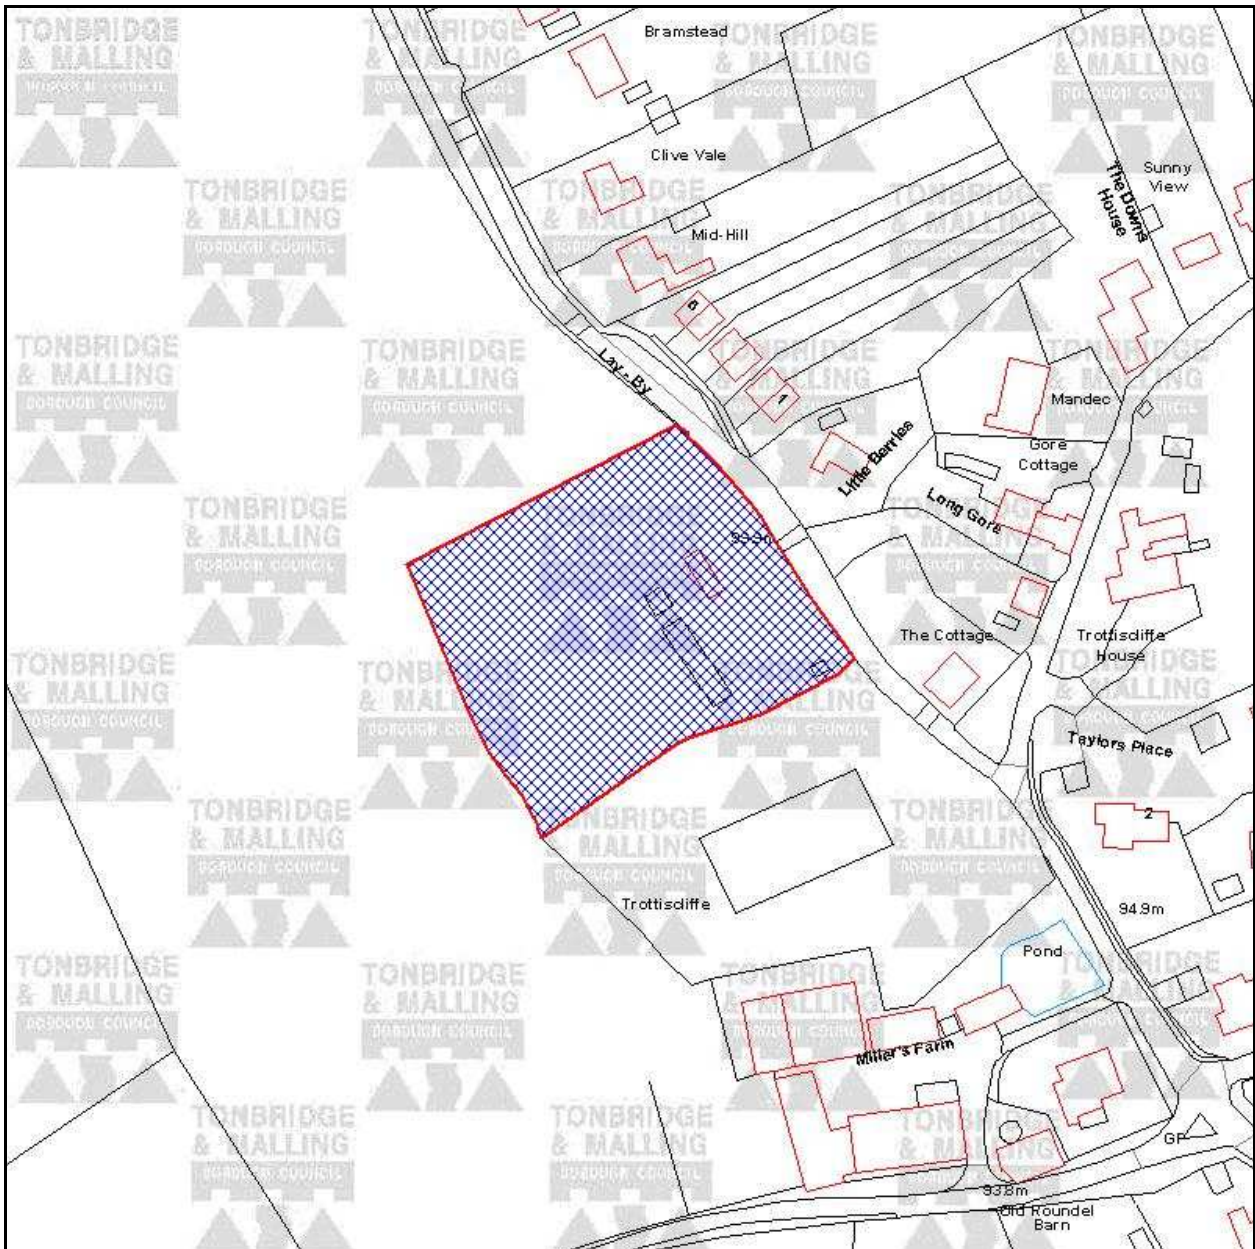 Bramstead
Clive Vale
Sunny
View
The Downs
House
Mid-Hill
Lay - By
1
Mandec
Little Berries
Gore
Cottage
Long Gore
The Cottage
Trottiscliffe
House
Taylors Place
2
Trottiscliffe
94.9m
Pond
Miller's Farm
GP
93.8m
Old Roundel
Barn
TONBRIDGE
& MALLING
BOROUGH COUNCIL